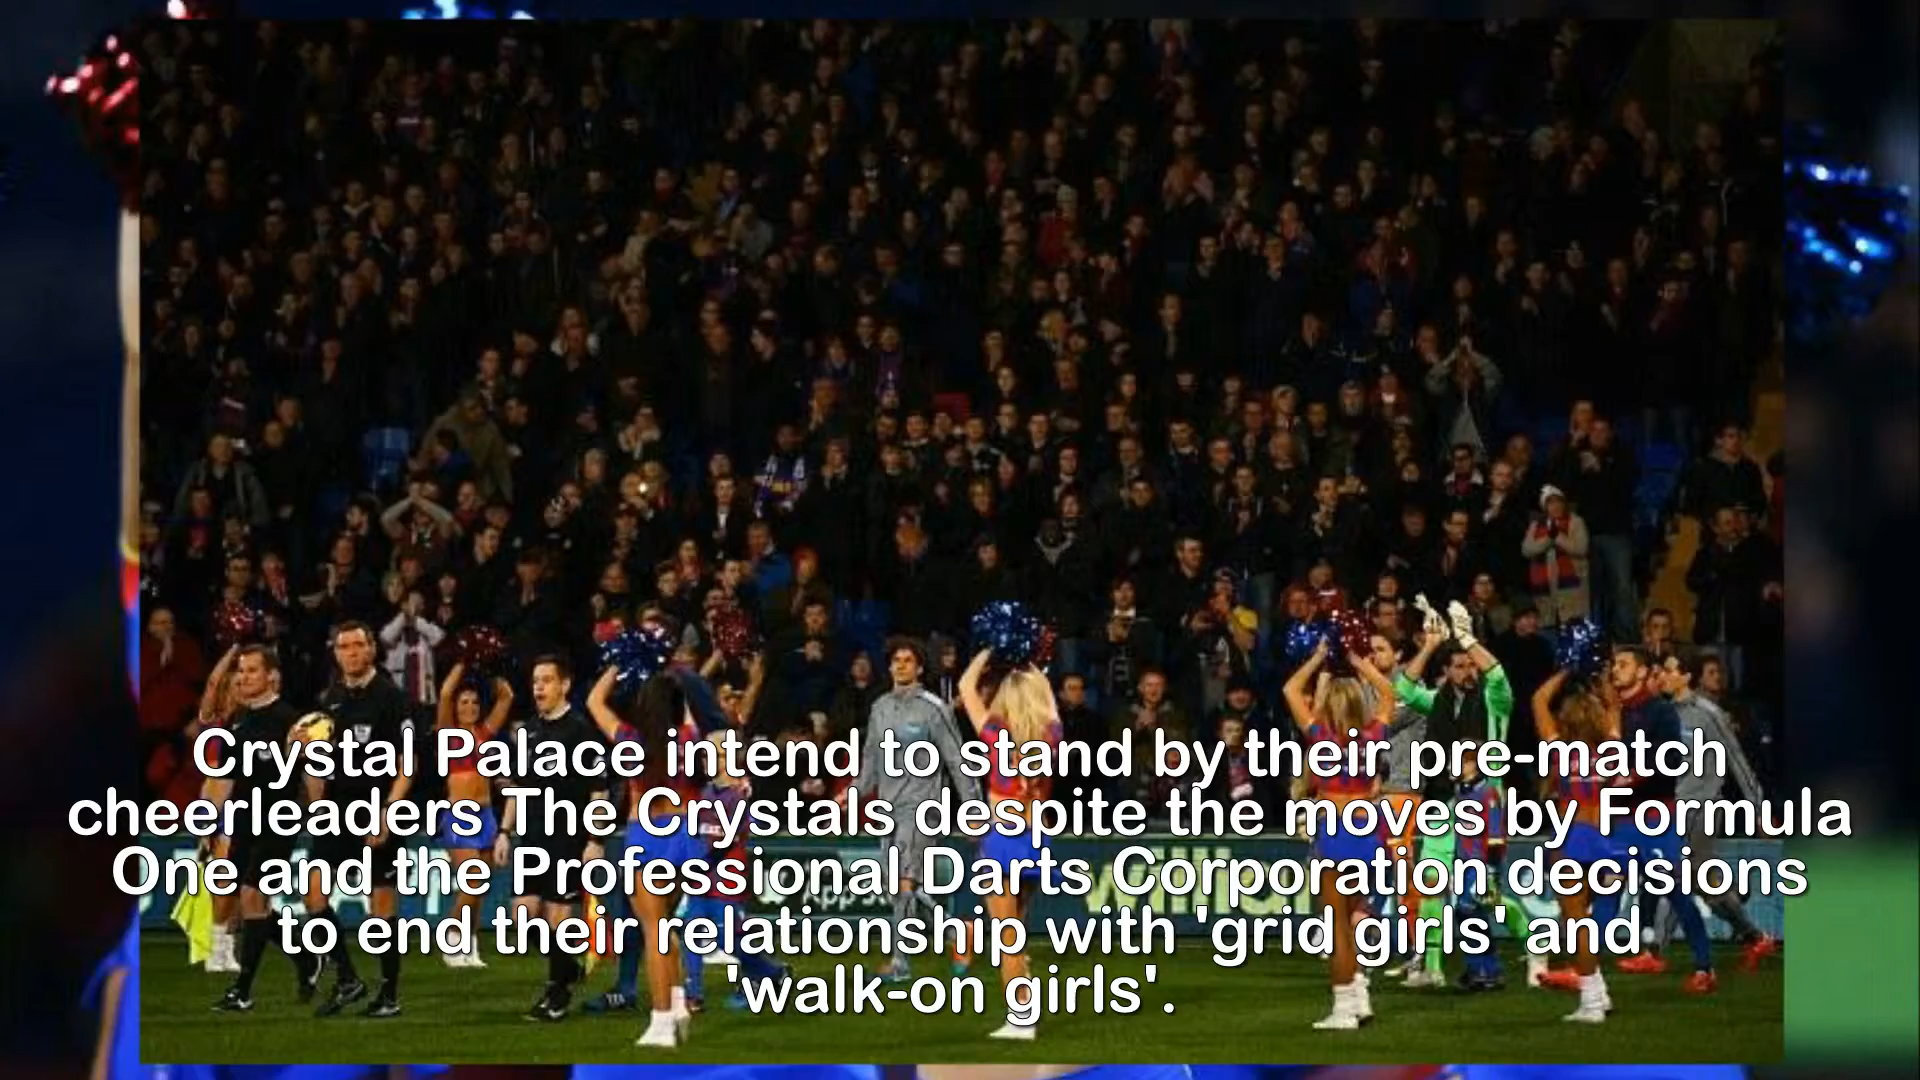 Crystal Palace intend to stand by their pre-match
cheerleaders The Crystals despite the moves by Formula
One and the Professional Darts Corporation decisions
to end their relationship with 'grid girls' and
'walk-on girls'.